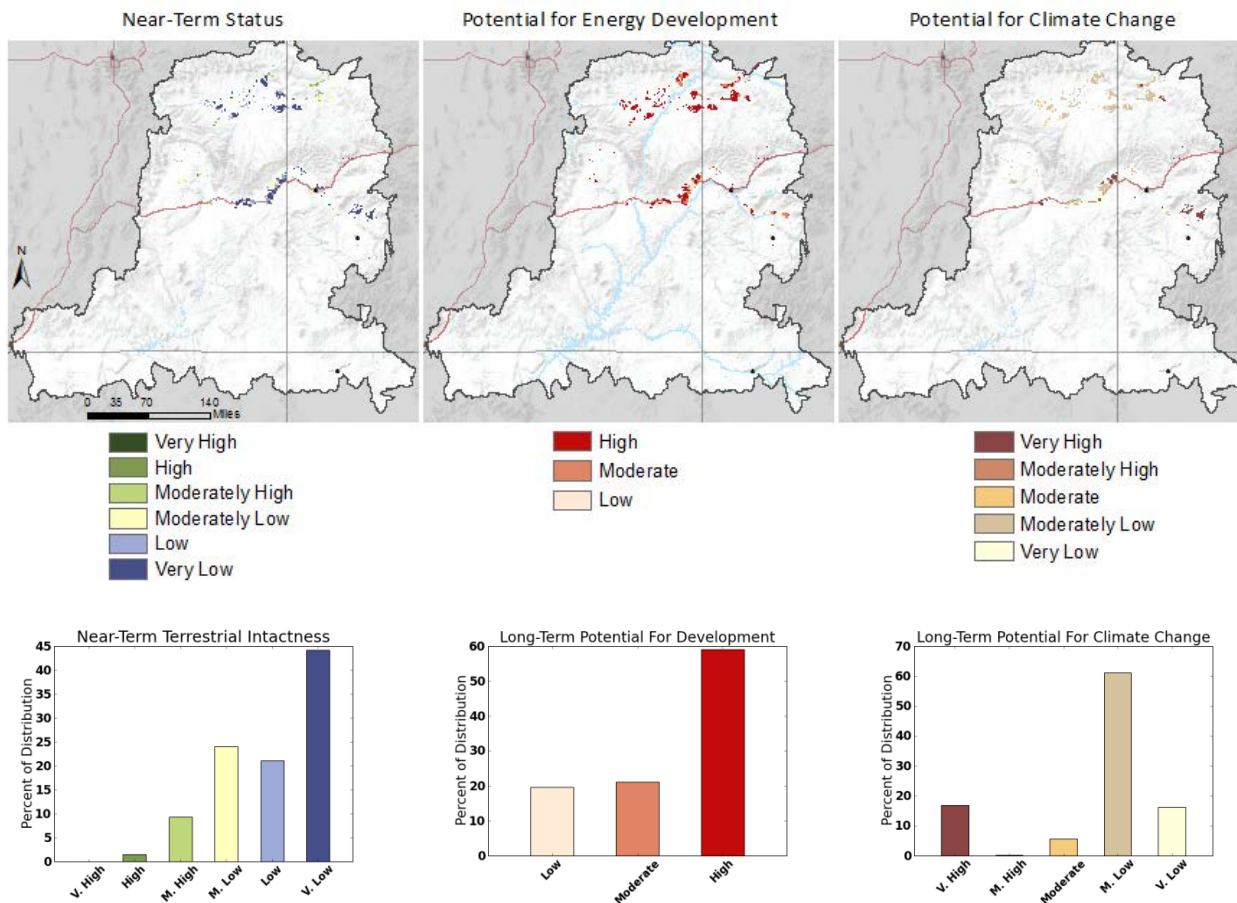 Near-Term Status
Potential for Energy Development
Potential for Climate Change
N
0 35 70 140
Miles
Very High
High
Moderately High
Moderately Low
Low
Very Low
High
Moderate
Low
Very High
Moderately High
Moderate
Moderately Low
Very Low
Near-Term Terrestrial Intactness
Percent of Distribution
45
40
35
30
25
20
15
10
5
0
V. High
High
M. High
M. Low
Low
V. Low
Long-Term Potential For Development
Percent of Distribution
60
50
40
30
20
10
0
Low
Moderate
High
Long-Term Potential For Climate Change
Percent of Distribution
70
60
50
40
30
20
10
0
V. High
M. High
Moderate
M. Low
V. Low